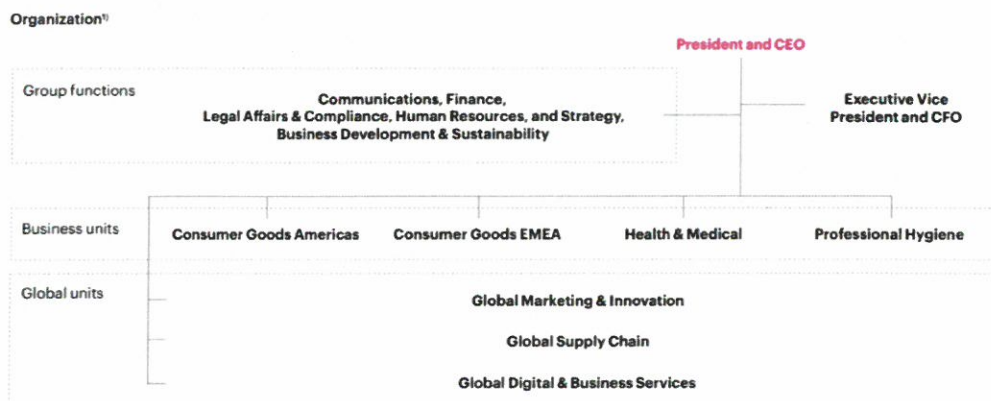 Organization¹⁾
President and CEO
Group functions
Communications, Finance,
Legal Affairs & Compliance, Human Resources, and Strategy,
Business Development & Sustainability
Executive Vice
President and CFO
Business units
Consumer Goods Americas
Consumer Goods EMEA
Health & Medical
Professional Hygiene
Global units
Global Marketing & Innovation
Global Supply Chain
Global Digital & Business Services